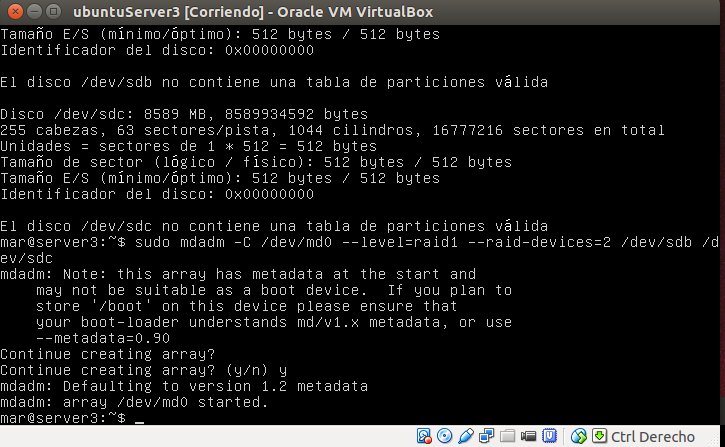 ubuntuServer3 [Corriendo] - Oracle VM VirtualBox
Tamaño E/S (mínimo/óptimo): 512 bytes / 512 bytes
Identificador del disco: 0x00000000
El disco /dev/sdb no contiene una tabla de particiones válida
Disco /dev/sdc: 8589 MB, 8589934592 bytes
255 cabezas, 63 sectores/pista, 1044 cilindros, 16777216 sectores en total
Unidades = sectores de 1 * 512 = 512 bytes
Tamaño de sector (lógico / físico): 512 bytes / 512 bytes
Tamaño E/S (mínimo/óptimo): 512 bytes / 512 bytes
Identificador del disco: 0x00000000
El disco /dev/sdc no contiene una tabla de particiones válida
mar@server3:~$ sudo mdadm -C /dev/md0 --level=raid1 --raid-devices=2 /dev/sdb /d
ev/sdc
mdadm: Note: this array has metadata at the start and
may not be suitable as a boot device.  If you plan to
store '/boot' on this device please ensure that
your boot-loader understands md/v1.x metadata, or use
--metadata=0.90
Continue creating array?
Continue creating array? (y/n) y
mdadm: Defaulting to version 1.2 metadata
mdadm: array /dev/md0 started.
mar@server3:~$ _
Ctrl Derecho